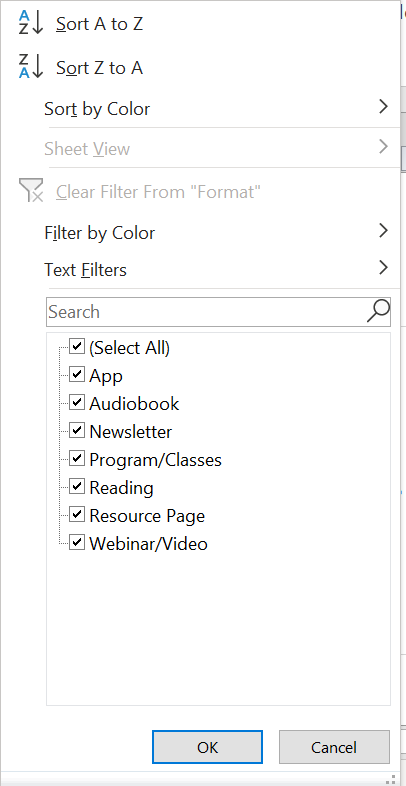 Sort A to Z
Sort Z to A
Sort by Color
Sheet View
Clear Filter From "Format"
Filter by Color
Text Filters
Search
(Select All)
App
Audiobook
Newsletter
Program/Classes
Reading
Resource Page
Webinar/Video
OK
Cancel